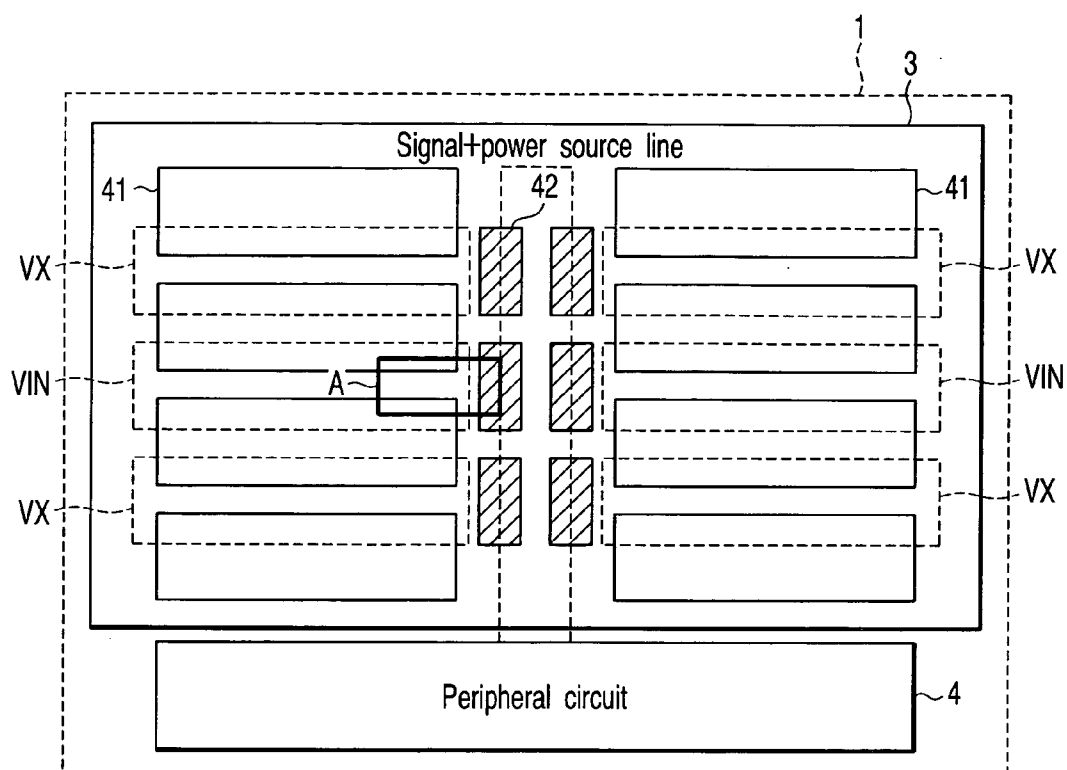 1
3
Signal+power source line
41
42
41
VX
VX
VIN
A
VIN
VX
VX
Peripheral circuit
4